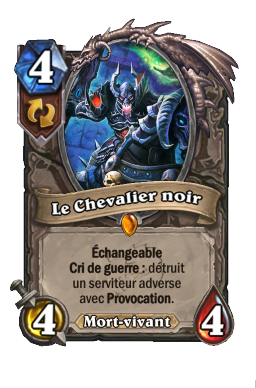 4
Le Chevalier noir
Échangeable
Cri de guerre : détruit
un serviteur adverse
avec Provocation.
4
Mort-vivant
4